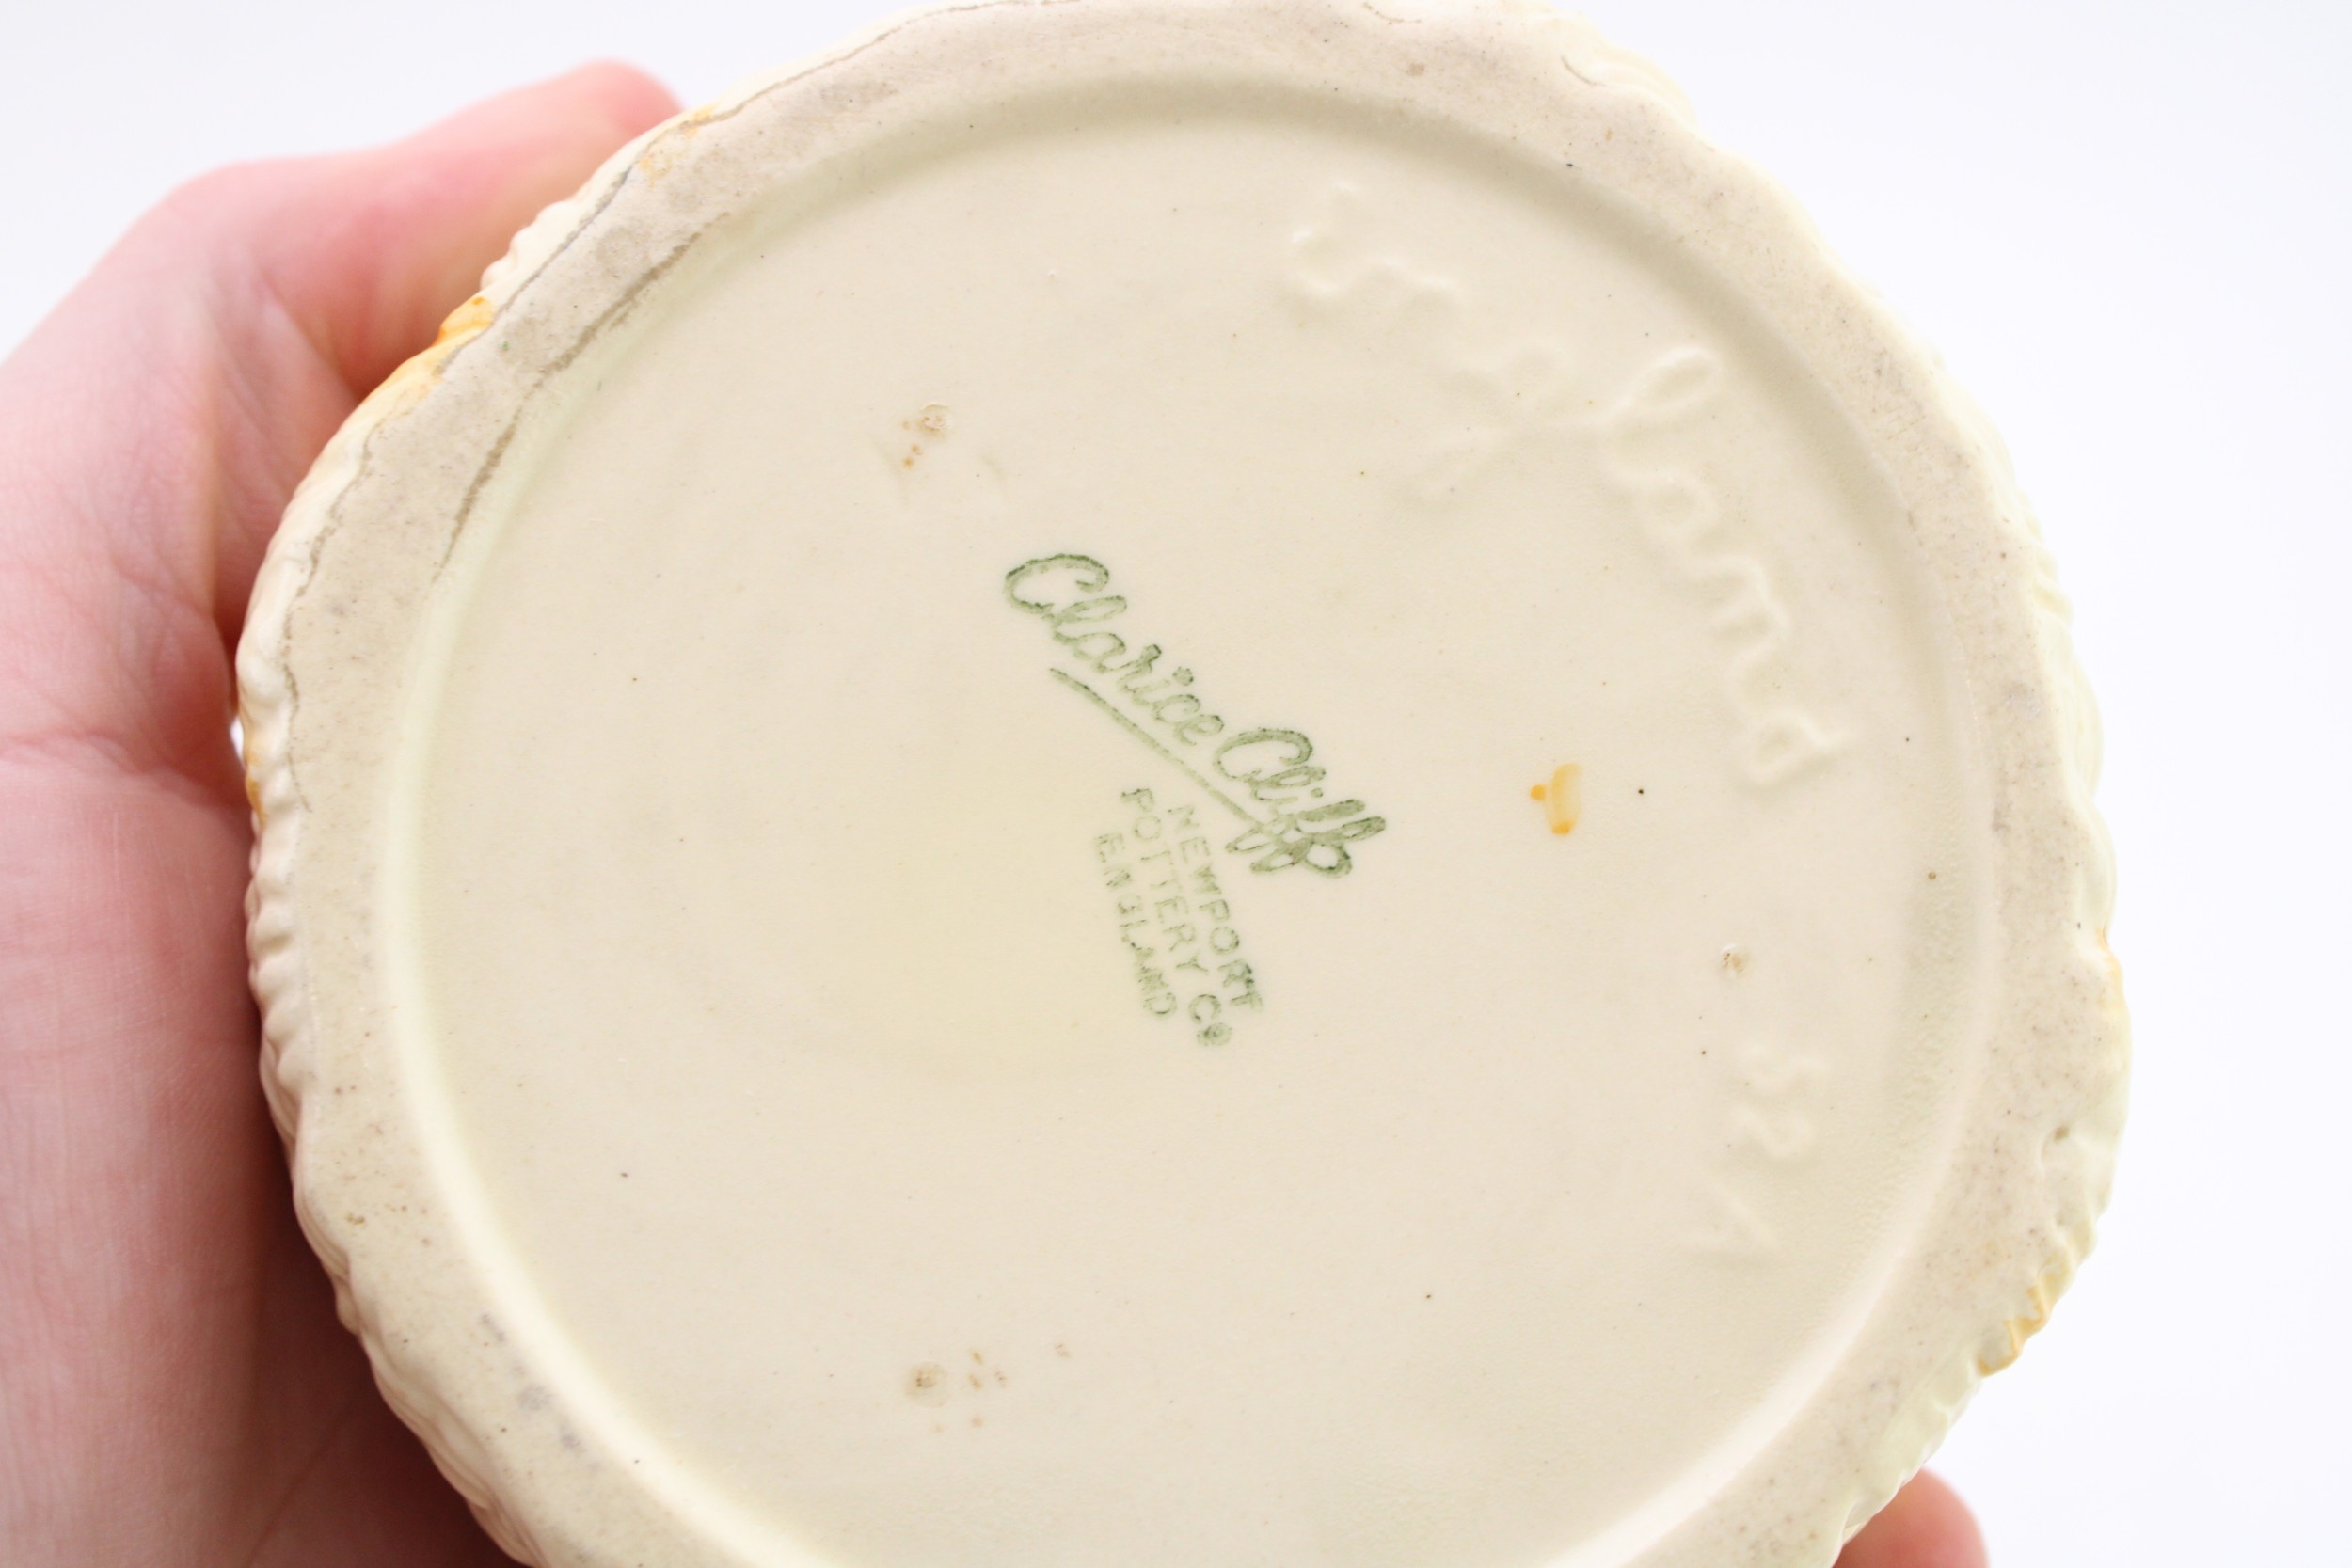 England
Clarice Cliff
NEWPORT
POTTERY Co
ENGLAND